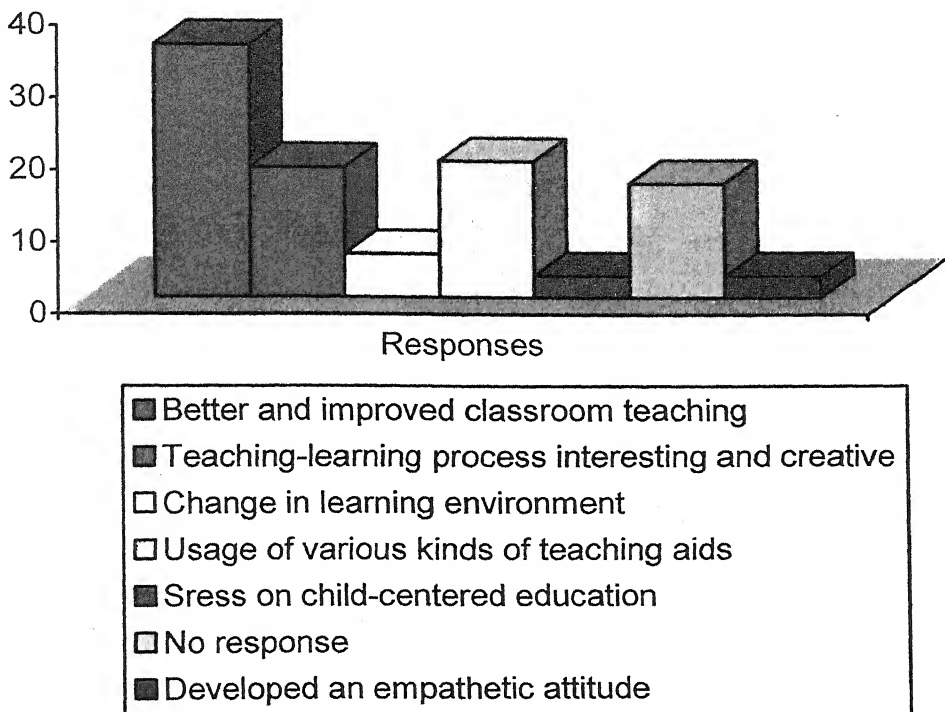 40
30
20
10
0
Responses
Better and improved classroom teaching
Teaching-learning process interesting and creative
Change in learning environment
Usage of various kinds of teaching aids
Sress on child-centered education
No response
Developed an empathetic attitude